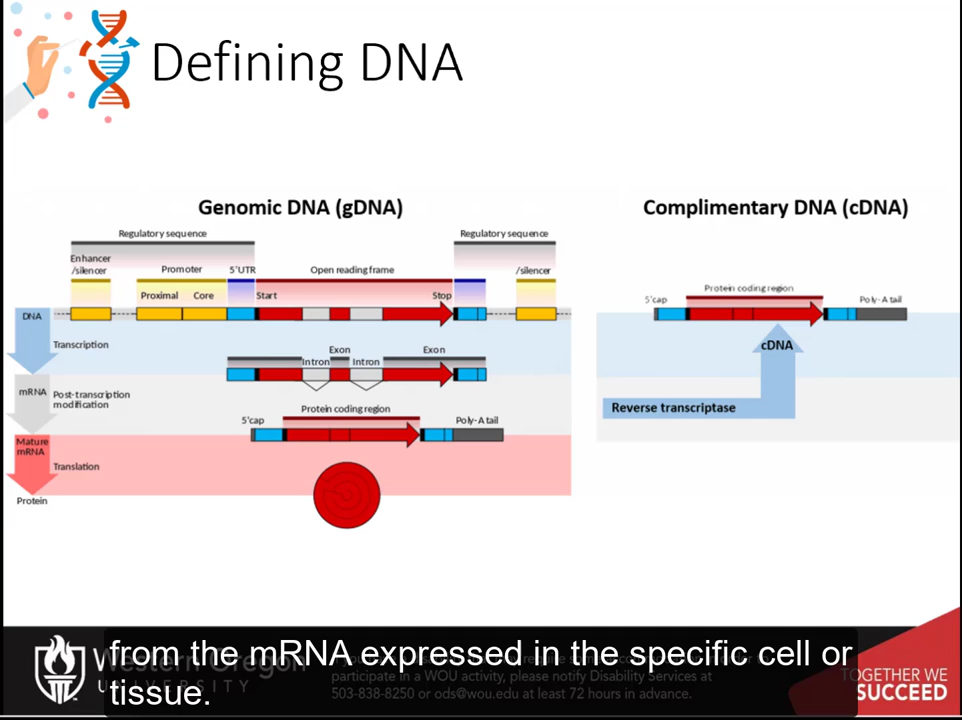 Defining DNA
Genomic DNA (gDNA)
Regulatory sequence
Regulatory sequence
Enhancer
/silencer
Promoter
5'UTR
Open reading frame
/silencer
Proximal
Core
Start
Stop
DNA
Transcription
Exon
Exon
Intron
Intron
mRNA
Post-transcription
modification
Protein coding region
5'cap
Poly-A tail
Mature
mRNA
Translation
Protein
Complimentary DNA (cDNA)
Protein coding region
5'cap
Poly-A tail
cDNA
Reverse transcriptase
from the mRNA expressed in the specific cell or
tissue.
participate in a WOU activity, please notify Disability Services at
503-838-8250 or ods@wou.edu at least 72 hours in advance.
TOGETHER WE
SUCCEED